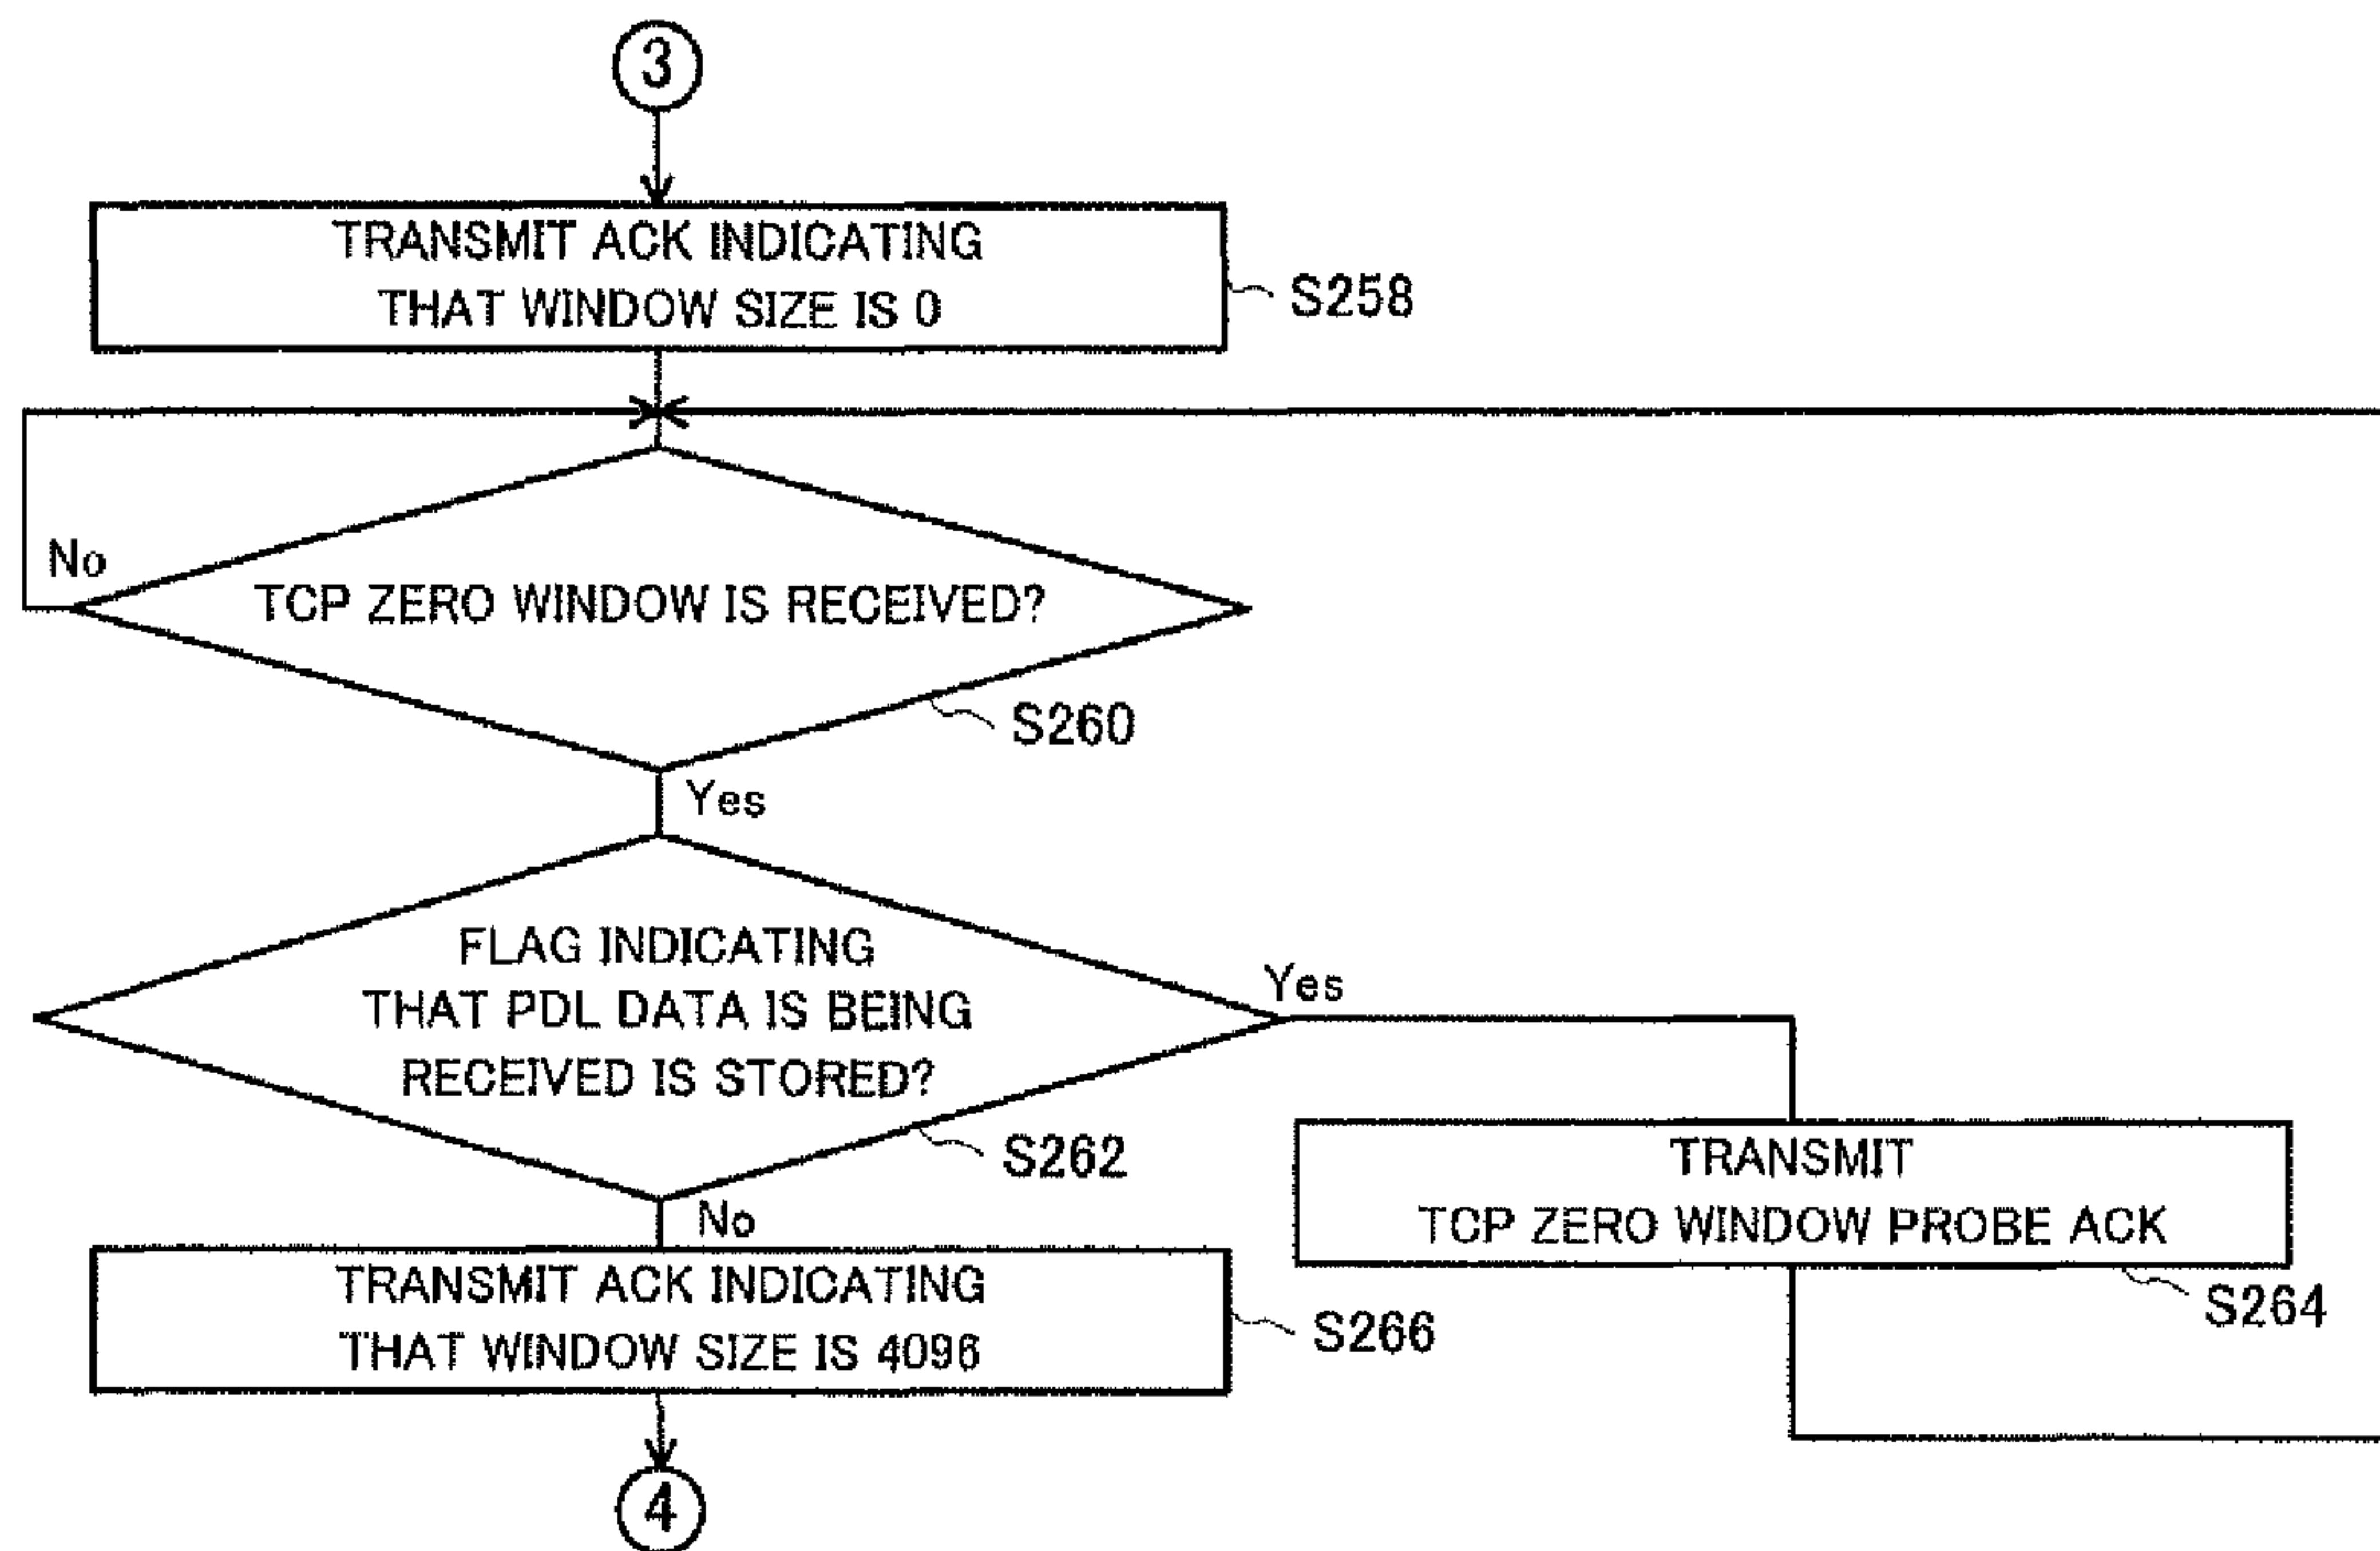 3
TRANSMIT ACK INDICATING
THAT WINDOW SIZE IS 0
S258
No
TCP ZERO WINDOW IS RECEIVED?
S260
Yes
FLAG INDICATING
THAT PDL DATA IS BEING
RECEIVED IS STORED?
Yes
S262
TRANSMIT
TCP ZERO WINDOW PROBE ACK
S264
No
TRANSMIT ACK INDICATING
THAT WINDOW SIZE IS 4096
S266
4